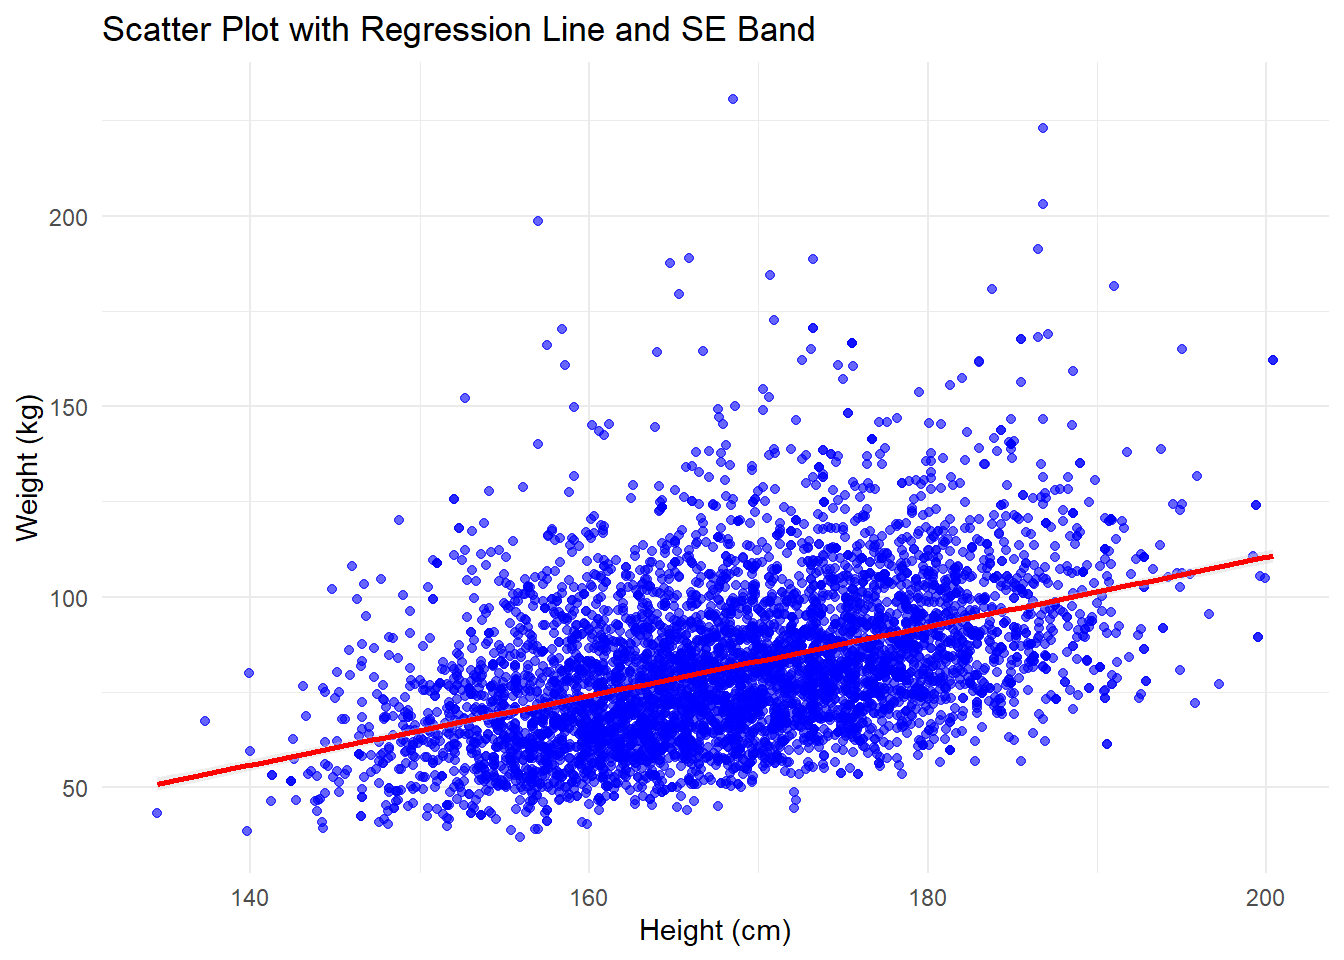 Scatter Plot with Regression Line and SE Band
200
150
100
50
Weight (kg)
140 160 180 200
Height (cm)